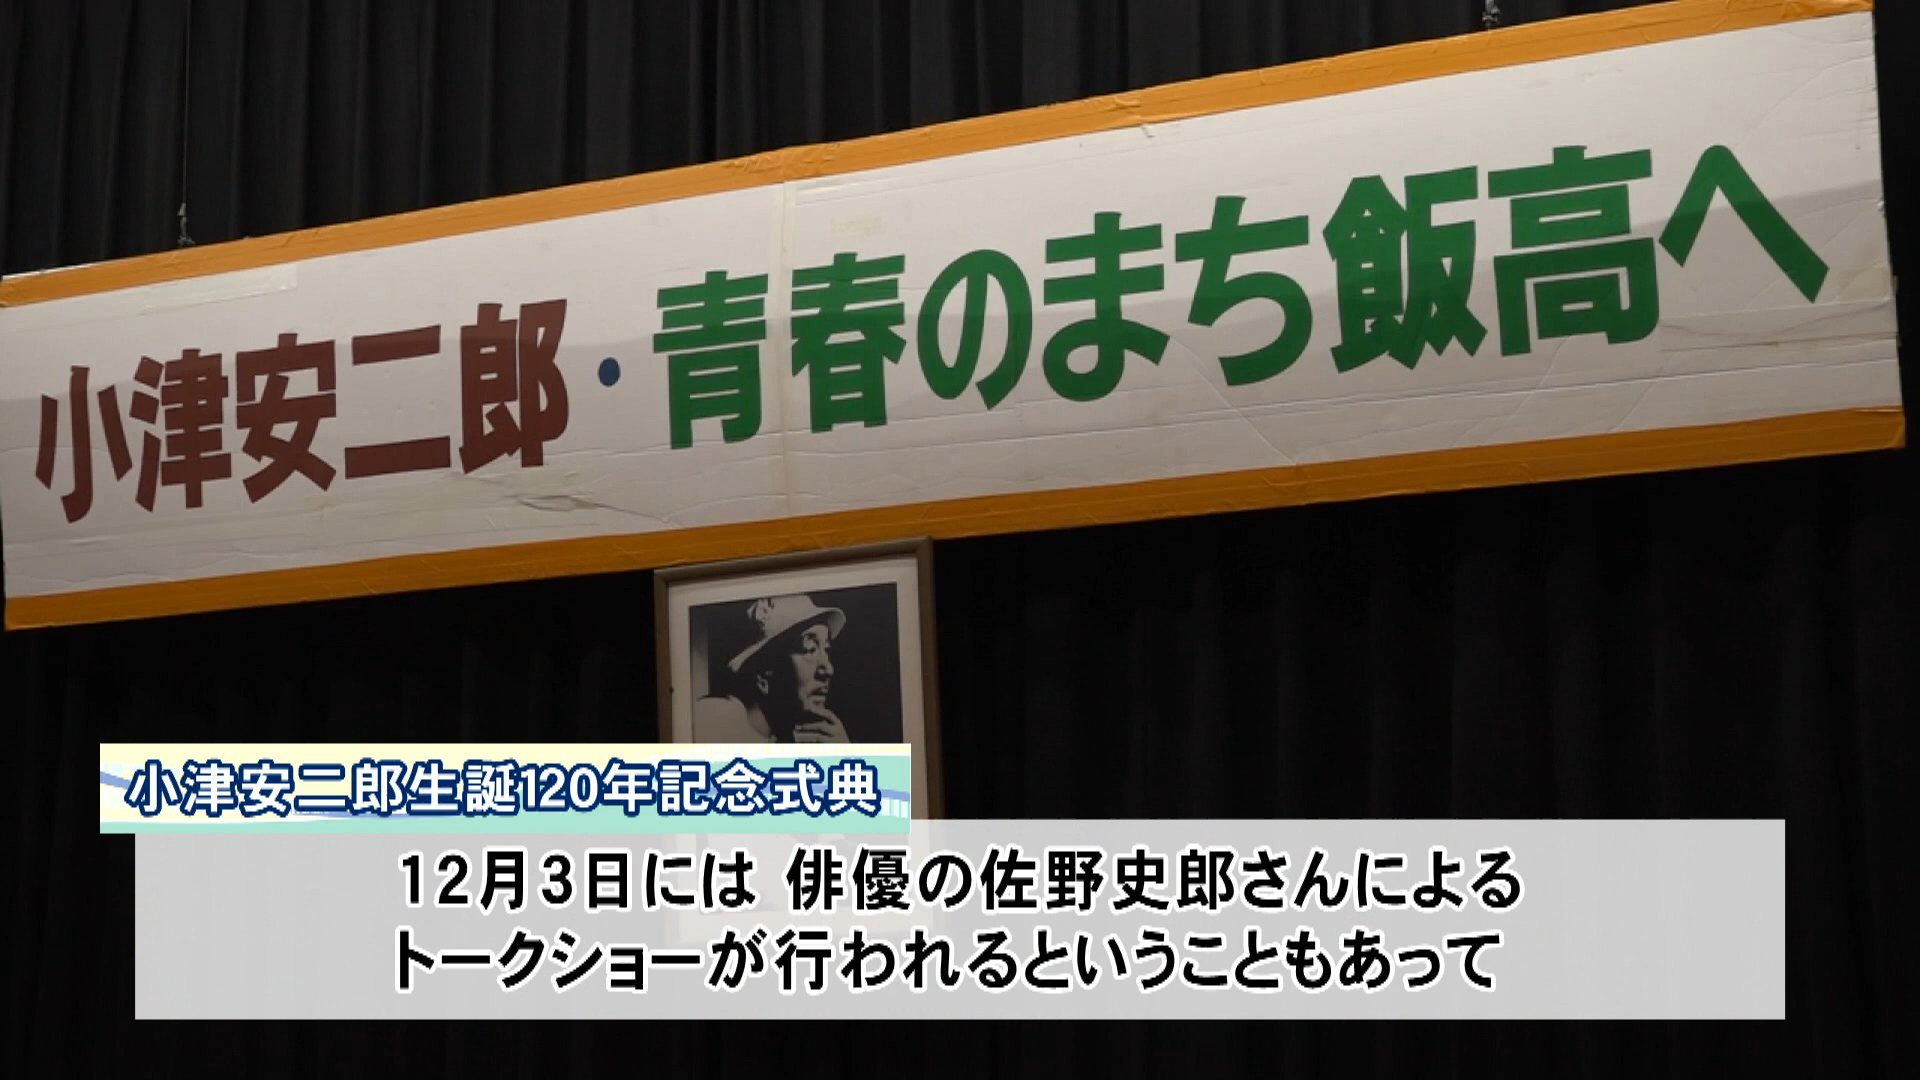 小津安二郎・青春のまち飯高へ
小津安二郎生誕120年記念式典
12月3日には 俳優の佐野史郎さんによる
トークショーが行われるということもあって